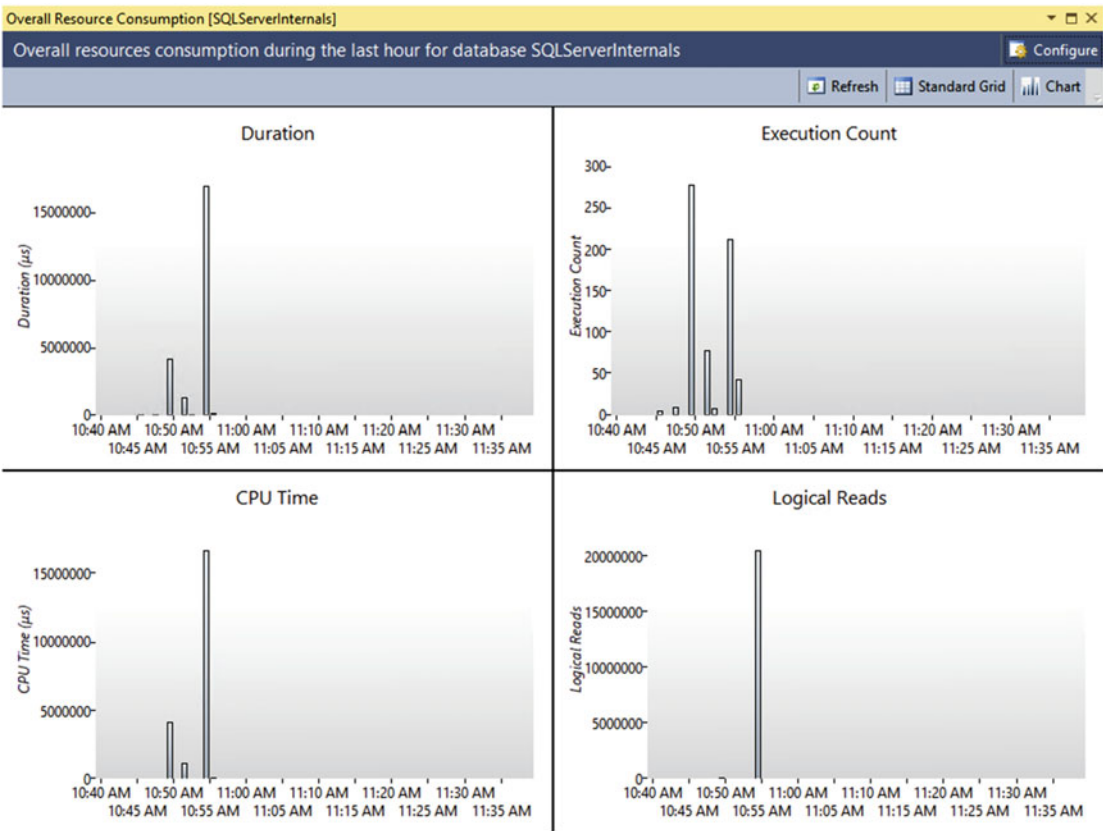 Overall Resource Consumption [SQLServerInternals]
Overall resources consumption during the last hour for database SQLServerInternals
Configure
Refresh Standard Grid Chart
Duration
15000000
10000000
5000000
0
Duration (µs)
10:40 AM 10:50 AM 11:00 AM 11:10 AM 11:20 AM 11:30 AM
10:45 AM 10:55 AM 11:05 AM 11:15 AM 11:25 AM 11:35 AM
Execution Count
300
250
200
150
100
50
0
Execution Count
10:40 AM 10:50 AM 11:00 AM 11:10 AM 11:20 AM 11:30 AM
10:45 AM 10:55 AM 11:05 AM 11:15 AM 11:25 AM 11:35 AM
CPU Time
15000000
10000000
5000000
0
CPU Time (µs)
10:40 AM 10:50 AM 11:00 AM 11:10 AM 11:20 AM 11:30 AM
10:45 AM 10:55 AM 11:05 AM 11:15 AM 11:25 AM 11:35 AM
Logical Reads
20000000
15000000
10000000
5000000
0
Logical Reads
10:40 AM 10:50 AM 11:00 AM 11:10 AM 11:20 AM 11:30 AM
10:45 AM 10:55 AM 11:05 AM 11:15 AM 11:25 AM 11:35 AM